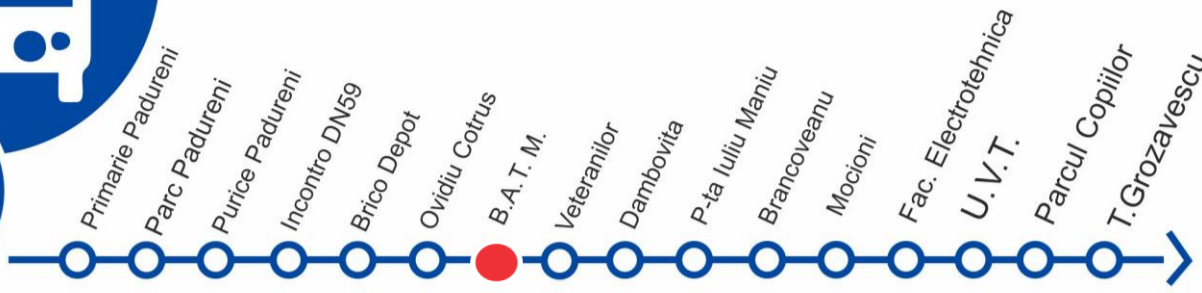 Primarie Padureni
Parc Padureni
Purice Padureni
Incontro DN59
Brico Depot
Ovidiu Cotrus
B.A.T. M.
Veteranilor
Dambovita
P-ta Iuliu Maniu
Brancoveanu
Mocioni
Fac. Electrotehnica
U.V.T.
Parcul Copiilor
T.Grozavescu